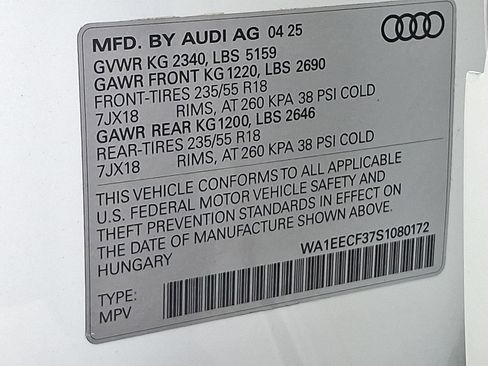 MFD. BY AUDI AG 04 25
GVWR KG 2340, LBS 5159
GAWR FRONT KG 1220, LBS 2690
FRONT-TIRES 235/55 R18
7JX18 RIMS, AT 260 KPA 38 PSI COLD
GAWR REAR KG1200, LBS 2646
REAR-TIRES 235/55 R18
7JX18 RIMS, AT 260 KPA 38 PSI COLD
THIS VEHICLE CONFORMS TO ALL APPLICABLE
U.S. FEDERAL MOTOR VEHICLE SAFETY AND
THEFT PREVENTION STANDARDS IN EFFECT ON
THE DATE OF MANUFACTURE SHOWN ABOVE.
HUNGARY WA1EECF37S1080172
TYPE:
MPV